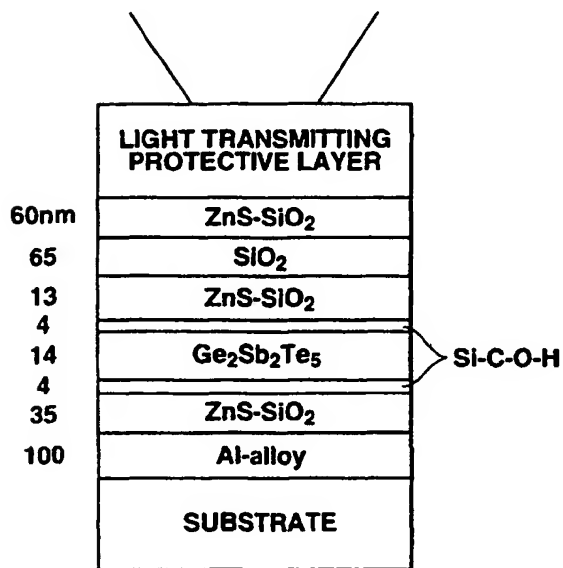 LIGHT TRANSMITTING
PROTECTIVE LAYER
60nm ZnS-SiO2
65 SiO2
13 ZnS-SiO2
4
14 Ge2Sb2Te5 Si-C-O-H
4
35 ZnS-SiO2
100 Al-alloy
SUBSTRATE